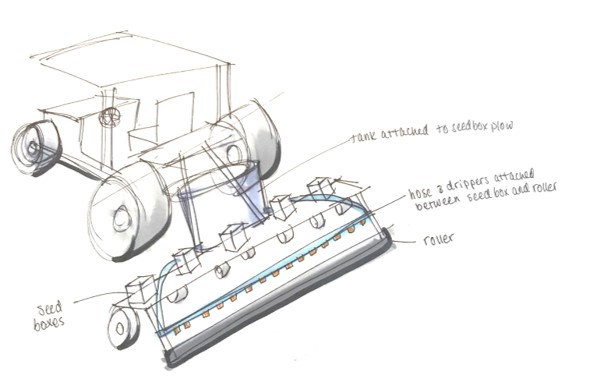 tank attached to seedbox plow
hose & drippers attached
between seed box and roller
roller
seed
boxes